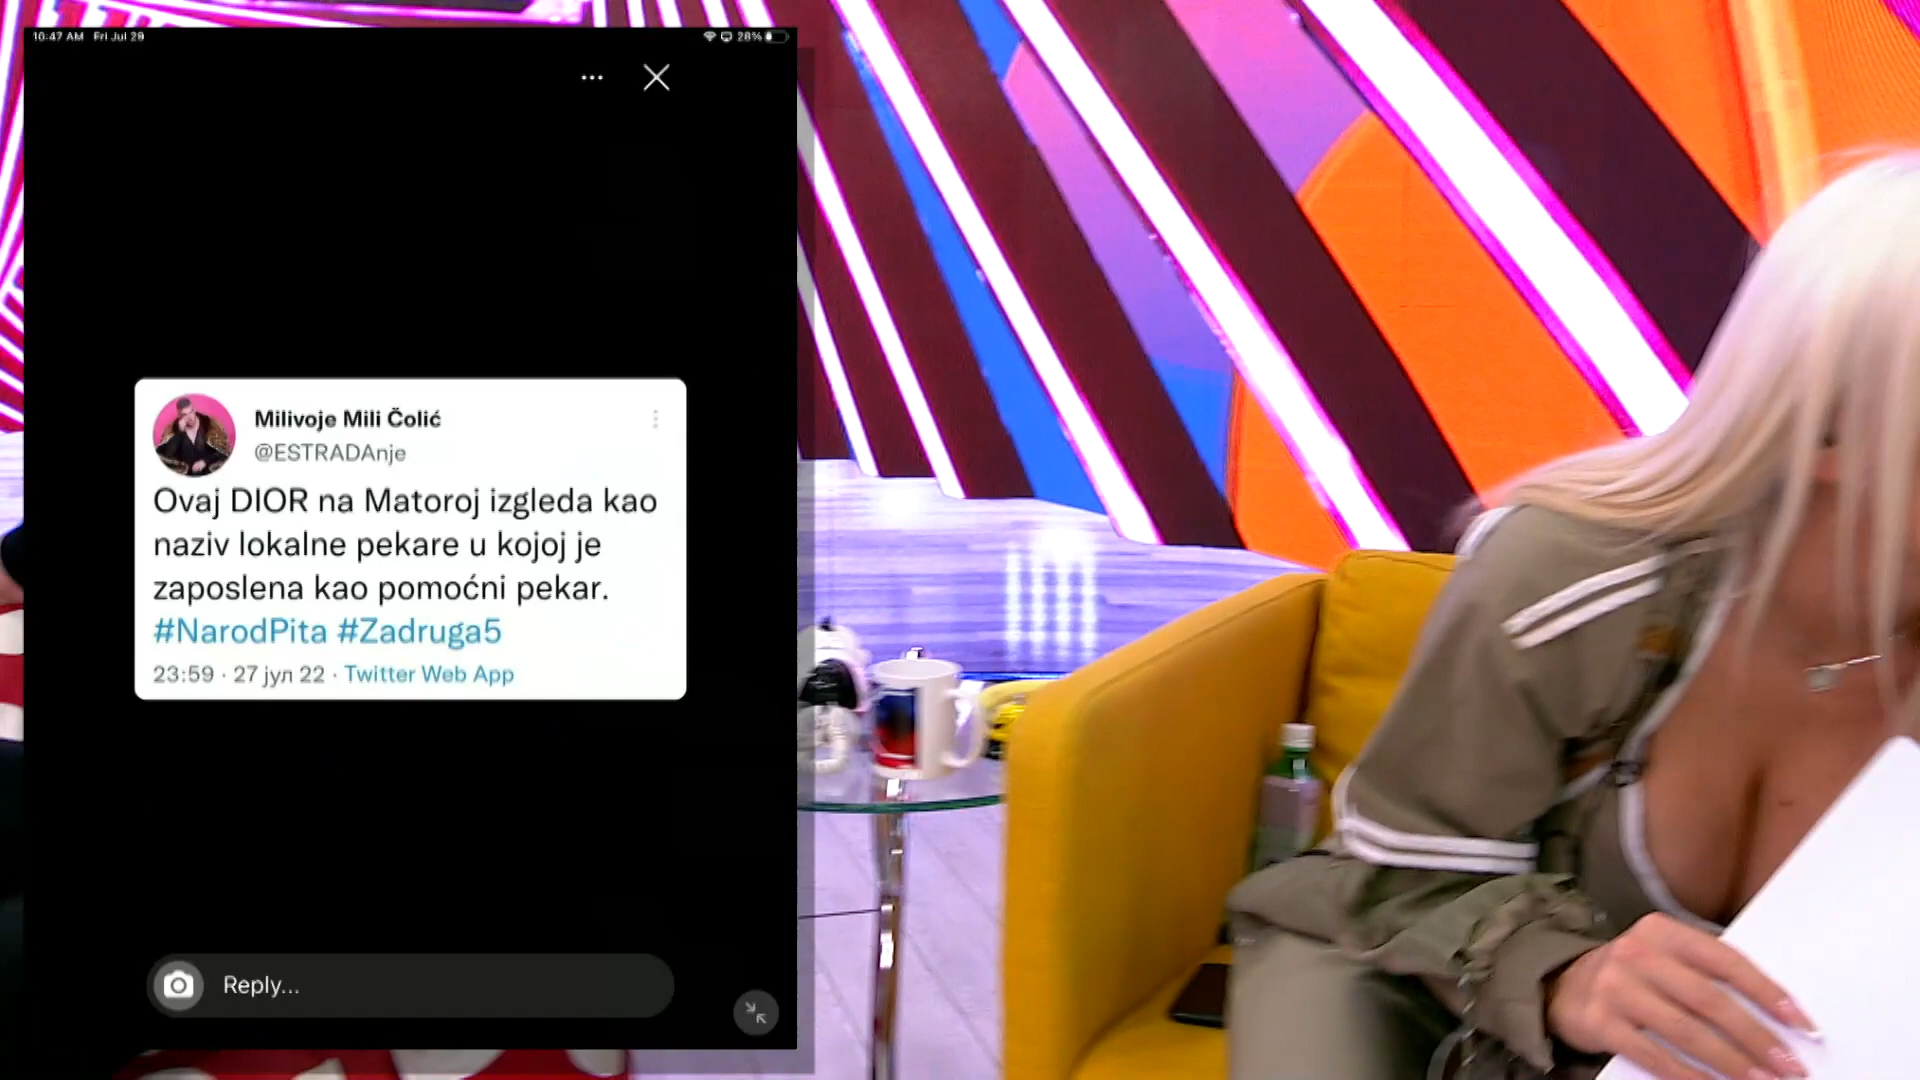 10:47 AM Fri Jul 29
28%
Milivoje Mili Čolić
@ESTRADAnje
Ovaj DIOR na Matoroj izgleda kao
naziv lokalne pekare u kojoj je
zaposlena kao pomoćni pekar.
#NarodPita #Zadruga5
23:59 · 27 јул 22 · Twitter Web App
Reply...